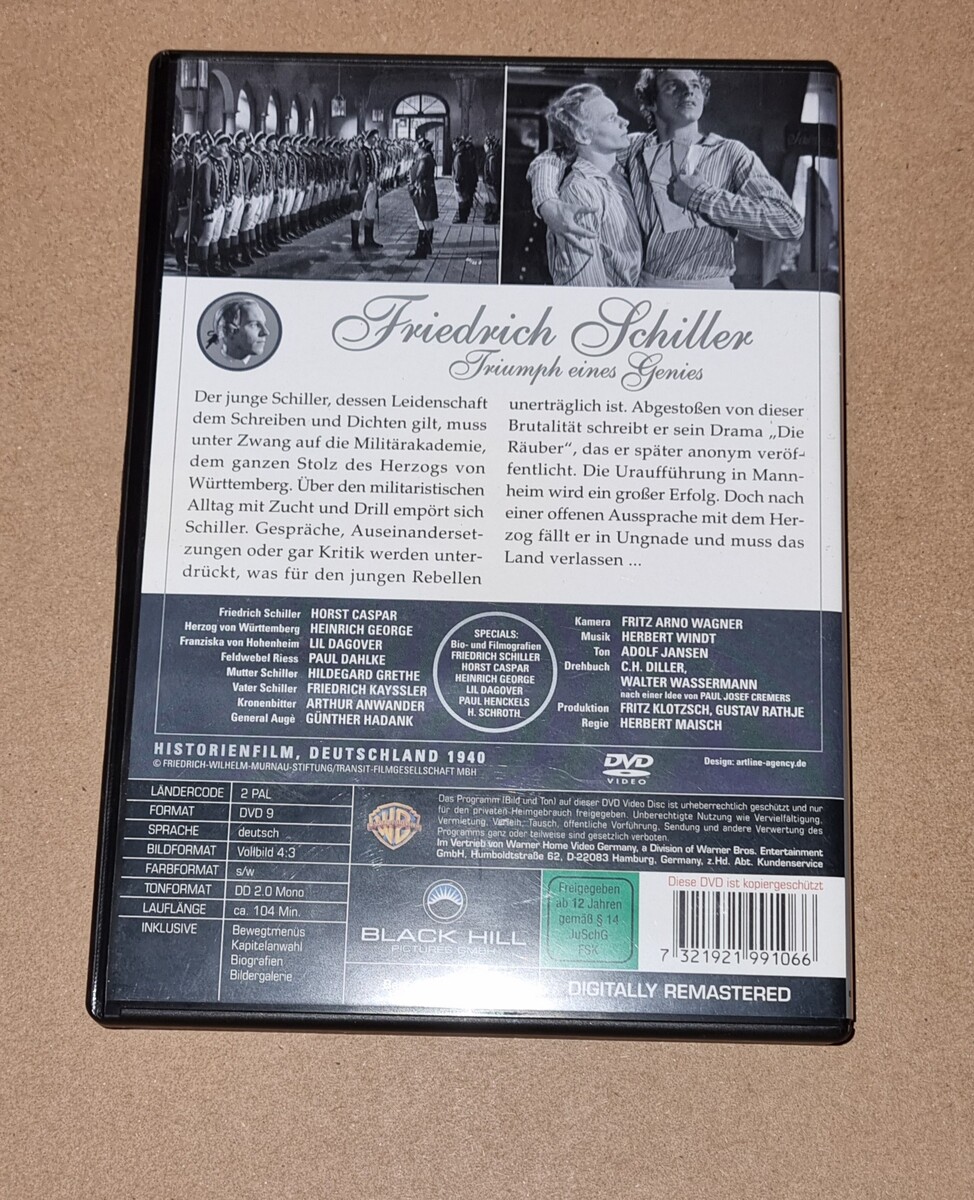 Friedrich Schiller
Triumph eines Genies
Der junge Schiller, dessen Leidenschaft
dem Schreiben und Dichten gilt, muss
unter Zwang auf die Militärakademie,
dem ganzen Stolz des Herzogs von
Württemberg. Über den militaristischen
Alltag mit Zucht und Drill empört sich
Schiller. Gespräche, Auseinanderset-
zungen oder gar Kritik werden unter-
drückt, was für den jungen Rebellen
unerträglich ist. Abgestoßen von dieser
Brutalität schreibt er sein Drama „Die
Räuber“, das er später anonym veröf-
fentlicht. Die Uraufführung in Mann-
heim wird ein großer Erfolg. Doch nach
einer offenen Aussprache mit dem Her-
zog fällt er in Ungnade und muss das
Land verlassen ...
Friedrich Schiller HORST CASPAR
Herzog von Württemberg HEINRICH GEORGE
Franziska von Hohenheim LIL DAGOVER
Feldwebel Riess PAUL DAHLKE
Mutter Schiller HILDEGARD GRETHE
Vater Schiller FRIEDRICH KAYSSLER
Kronenbitter ARTHUR ANWANDER
General Augè GÜNTHER HADANK
SPECIALS:
Bio- und Filmografien
FRIEDRICH SCHILLER
HORST CASPAR
HEINRICH GEORGE
LIL DAGOVER
PAUL HENCKELS
H. SCHROTH
Kamera FRITZ ARNO WAGNER
Musik HERBERT WINDT
Ton ADOLF JANSEN
Drehbuch C.H. DILLER,
WALTER WASSERMANN
nach einer Idee von PAUL JOSEF CREMERS
Produktion FRITZ KLOTZSCH, GUSTAV RATHJE
Regie HERBERT MAISCH
HISTORIENFILM, DEUTSCHLAND 1940
© FRIEDRICH-WILHELM-MURNAU-STIFTUNG/TRANSIT-FILMGESELLSCHAFT MBH
DVD
VIDEO
Design: artline-agency.de
LÄNDERCODE 2 PAL
FORMAT DVD 9
SPRACHE deutsch
BILDFORMAT Vollbild 4:3
FARBFORMAT s/w
TONFORMAT DD 2.0 Mono
LAUFLÄNGE ca. 104 Min.
INKLUSIVE Bewegtmenüs
Kapitelanwahl
Biografien
Bildergalerie
Das Programm (Bild und Ton) auf dieser DVD Video Disc ist urheberrechtlich geschützt und nur
für den privaten Heimgebrauch freigegeben. Unberechtigte Nutzung wie Vervielfältigung,
Vermietung, Verleih, Tausch, öffentliche Vorführung, Sendung und andere Verwertung des
Programms ganz oder teilweise sind gesetzlich verboten.
Im Vertrieb von Warner Home Video Germany, a Division of Warner Bros. Entertainment
GmbH, Humboldtstraße 62, D-22083 Hamburg, Germany, z.Hd. Abt. Kundenservice
BLACK HILL
PICTURES GMBH
Freigegeben
ab 12 Jahren
gemäß § 14
JuSchG
FSK
Diese DVD ist kopiergeschützt
7 321921 991066
DIGITALLY REMASTERED